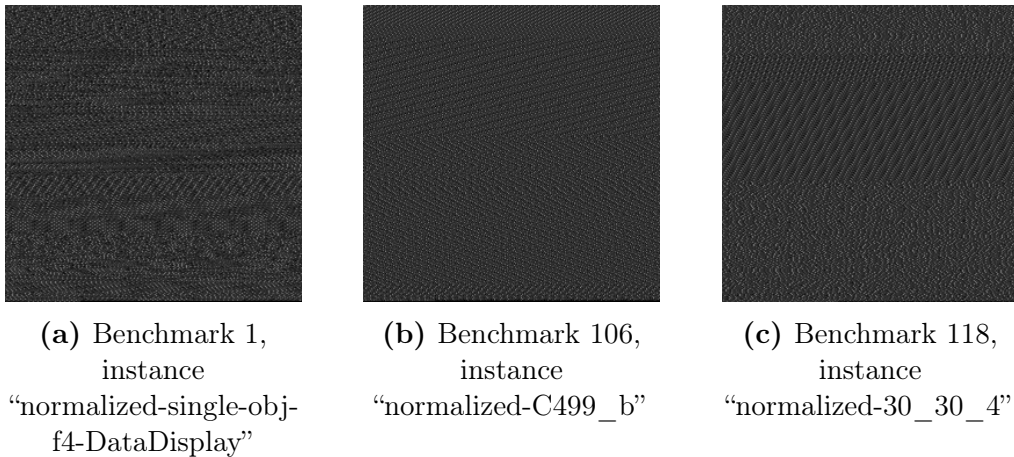 (a) Benchmark 1,
instance
“normalized-single-obj-
f4-DataDisplay”
(b) Benchmark 106,
instance
“normalized-C499_b”
(c) Benchmark 118,
instance
“normalized-30_30_4”